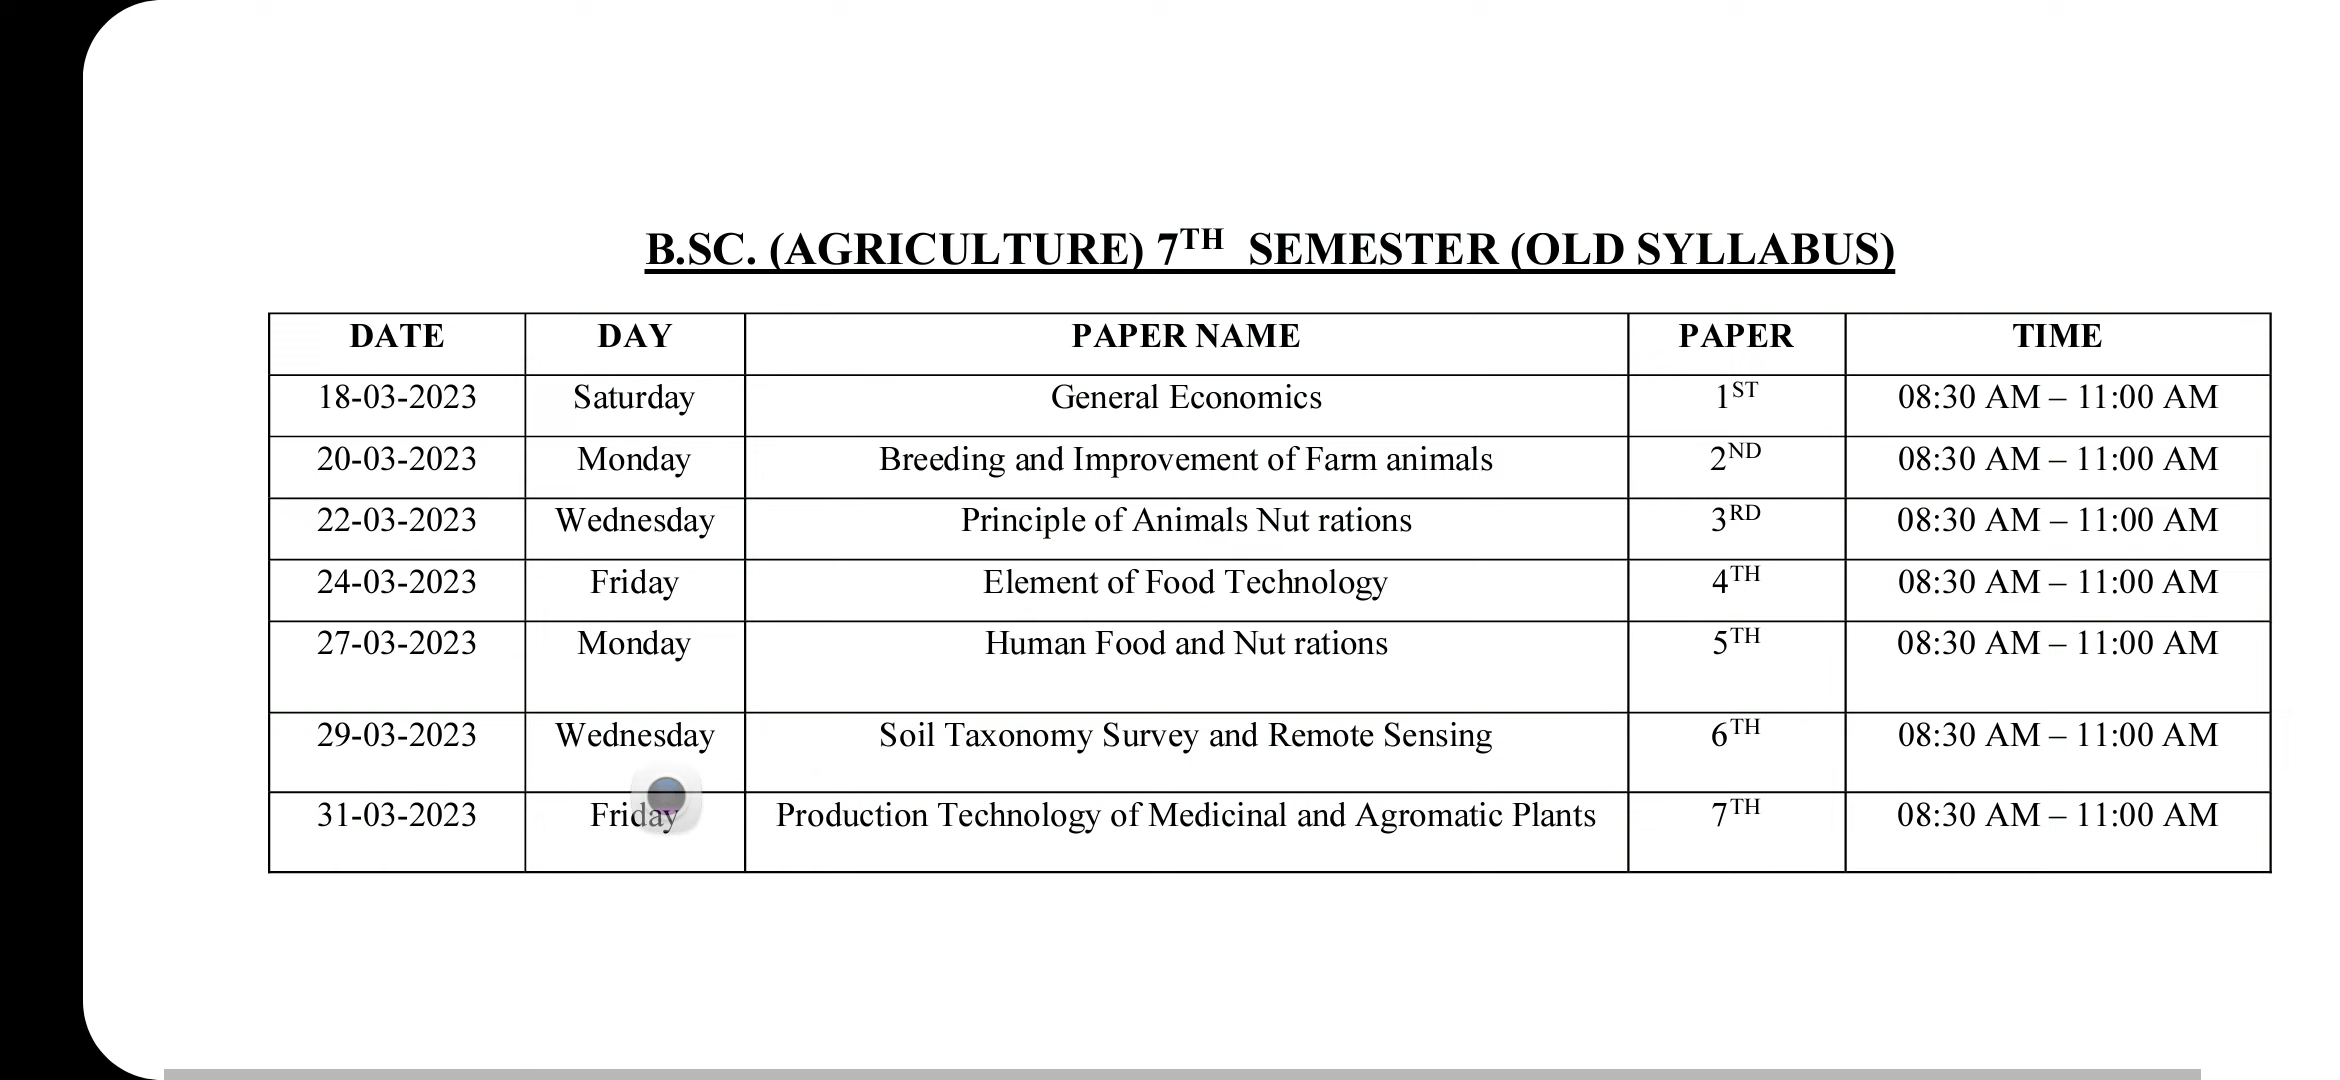 B.SC. (AGRICULTURE) 7TH SEMESTER (OLD SYLLABUS)
DATE DAY PAPER NAME PAPER TIME
18-03-2023 Saturday General Economics 1ST 08:30 AM – 11:00 AM
20-03-2023 Monday Breeding and Improvement of Farm animals 2ND 08:30 AM – 11:00 AM
22-03-2023 Wednesday Principle of Animals Nut rations 3RD 08:30 AM – 11:00 AM
24-03-2023 Friday Element of Food Technology 4TH 08:30 AM – 11:00 AM
27-03-2023 Monday Human Food and Nut rations 5TH 08:30 AM – 11:00 AM
29-03-2023 Wednesday Soil Taxonomy Survey and Remote Sensing 6TH 08:30 AM – 11:00 AM
31-03-2023 Friday Production Technology of Medicinal and Agromatic Plants 7TH 08:30 AM – 11:00 AM